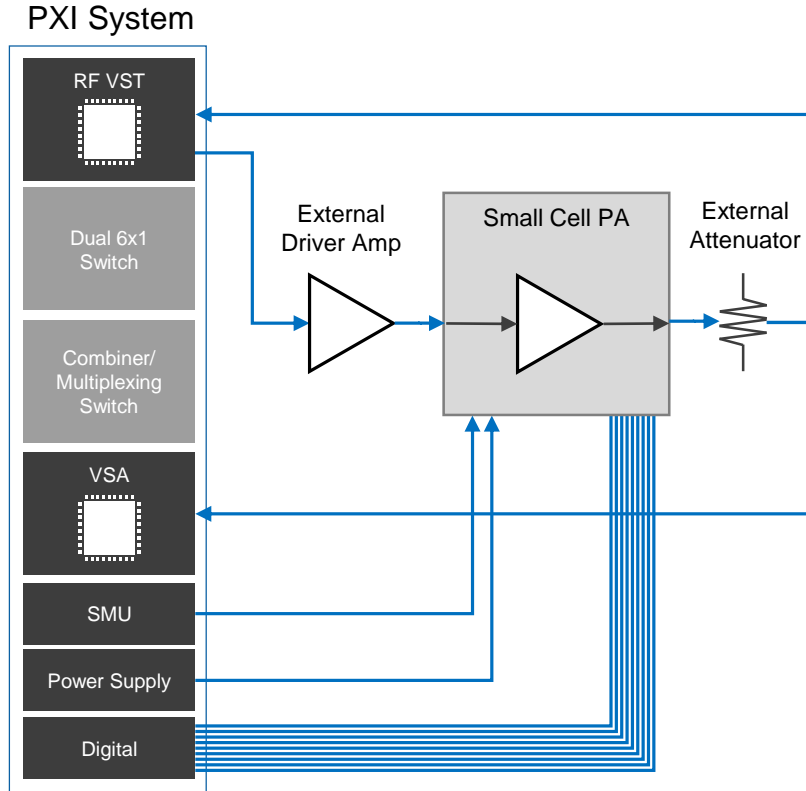 PXI System
RF VST
Dual 6x1
Switch
Combiner/
Multiplexing
Switch
VSA
SMU
Power Supply
Digital
External
Driver Amp
Small Cell PA
External
Attenuator